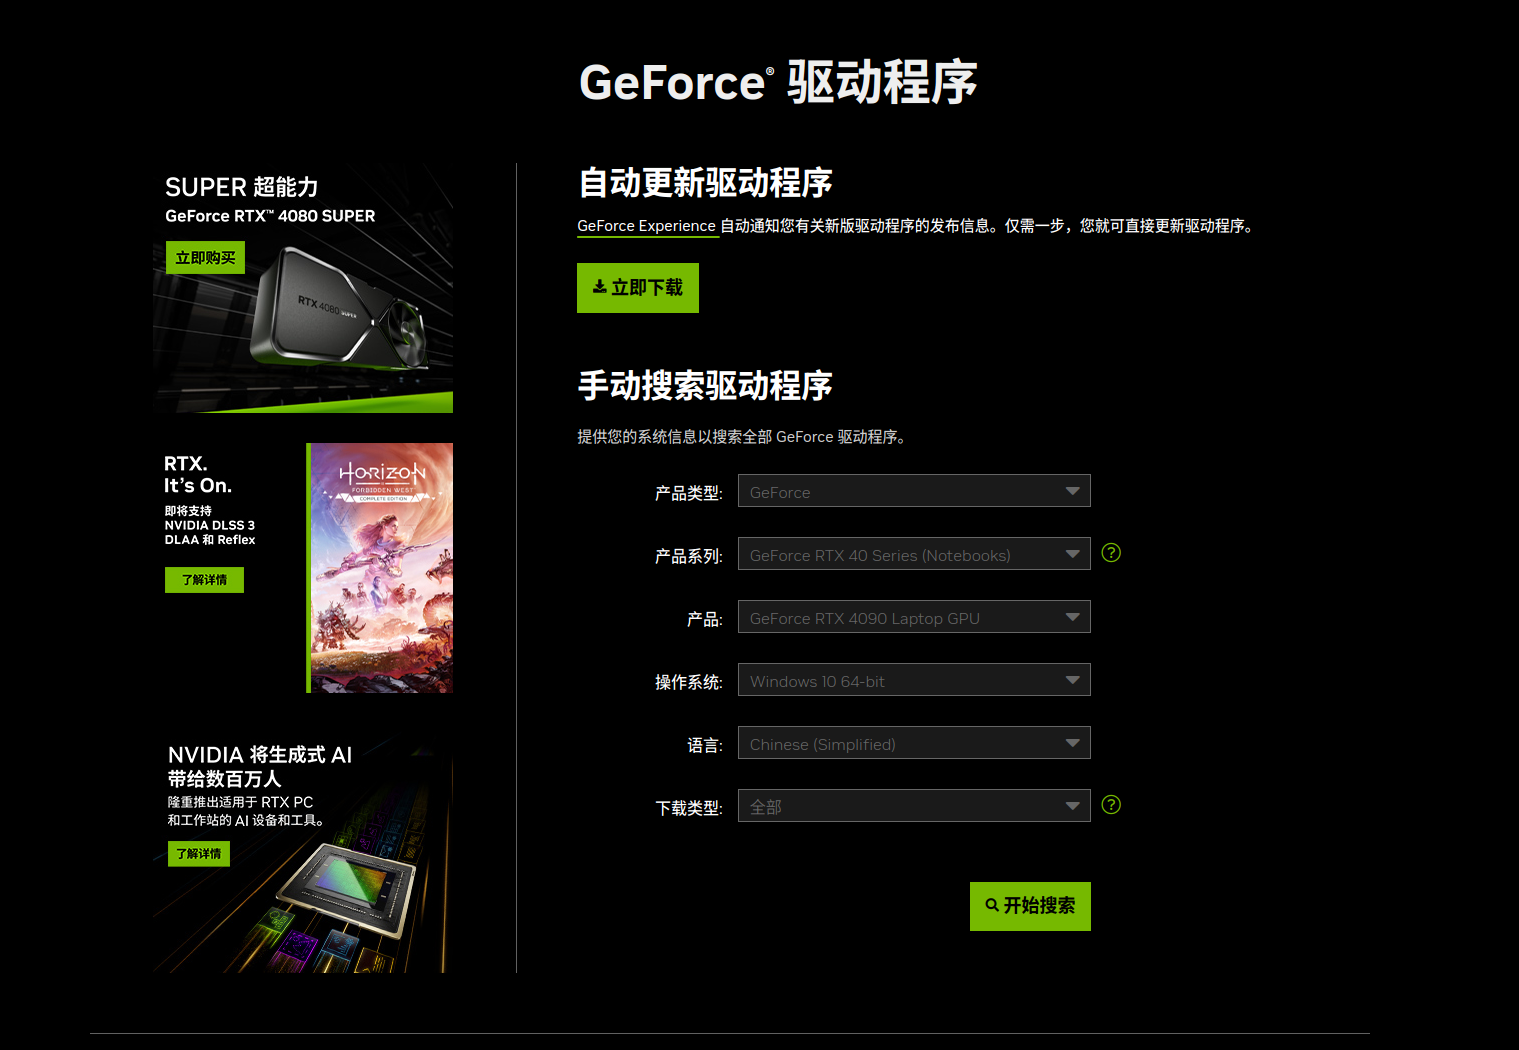 GeForce® 驱动程序
SUPER 超能力
GeForce RTX™ 4080 SUPER
立即购买
RTX 4080 SUPER
RTX.
It's On.
即将支持
NVIDIA DLSS 3
DLAA 和 Reflex
了解详情
HORIZON
FORBIDDEN WEST
COMPLETE EDITION
NVIDIA 将生成式 AI
带给数百万人
隆重推出适用于 RTX PC
和工作站的 AI 设备和工具。
了解详情
自动更新驱动程序
GeForce Experience 自动通知您有关新版驱动程序的发布信息。仅需一步，您就可直接更新驱动程序。
立即下载
手动搜索驱动程序
提供您的系统信息以搜索全部 GeForce 驱动程序。
产品类型: GeForce
产品系列: GeForce RTX 40 Series (Notebooks) ?
产品: GeForce RTX 4090 Laptop GPU
操作系统: Windows 10 64-bit
语言: Chinese (Simplified)
下载类型: 全部 ?
开始搜索